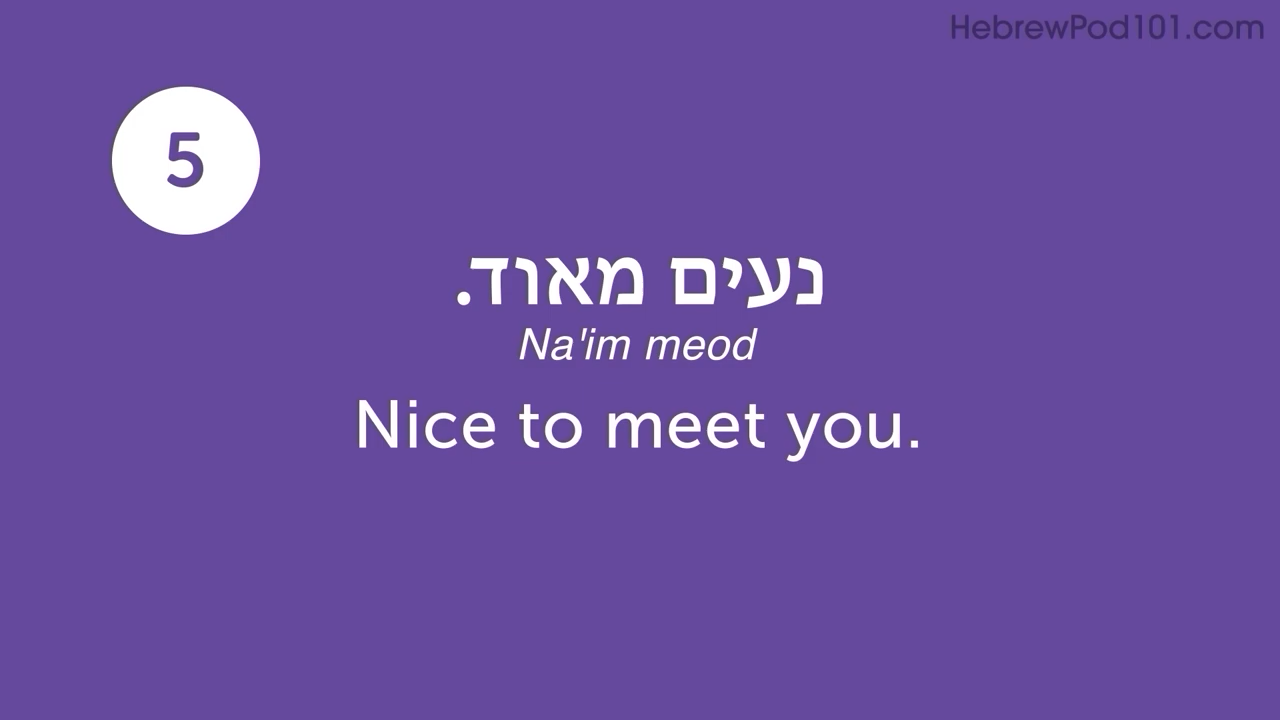 HebrewPod101.com
5
נעים מאוד.
Na'im meod
Nice to meet you.